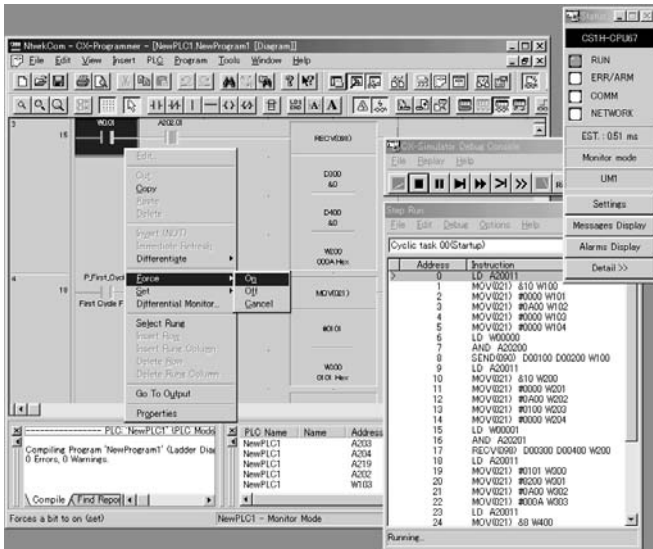 NtwekCom - CX-Programmer - [NewPLC1.NewProgram1 [Diagram]]
File Edit View Insert PLC Program Tools Window Help
3
15
W0.01
A202.01
RECV(098)
D300
&0
D400
&0
W200
000A Hex
Edit...
Cut
Copy
Paste
Delete
Insert (NOT)
Immediate Refresh
Differentiate
Force
Set
Differential Monitor...
Select Rung
Insert Row
Insert Rung Column
Delete Row
Delete Rung Column
Go To Output
Properties
On
Off
Cancel
4
18
P_First_Cycl
First Cycle F
MOV(021)
#0101
W300
0101 Hex
PLC: 'NewPLC1' (PLC Mode
Compiling Program 'NewProgram1' (Ladder Diag
0 Errors, 0 Warnings.
Compile
Find Repor
PLC Name Name Address
NewPLC1 A203
NewPLC1 A204
NewPLC1 A219
NewPLC1 A202
NewPLC1 W103
Forces a bit to on (set)
NewPLC1 - Monitor Mode
CX-Simulator Debug Console
File Replay Help
Step Run
File Edit Debug Options Help
Cyclic task 00(Startup)
Address Instruction
0 LD A20011
1 MOV(021) &10 W100
2 MOV(021) #0000 W101
3 MOV(021) #0A00 W102
4 MOV(021) #0000 W103
5 MOV(021) #0000 W104
6 LD W00000
7 AND A20200
8 SEND(090) D00100 D00200 W100
9 LD A20011
10 MOV(021) &10 W200
11 MOV(021) #0000 W201
12 MOV(021) #0A00 W202
13 MOV(021) #0100 W203
14 MOV(021) #0000 W204
15 LD W00001
16 AND A20201
17 RECV(098) D00300 D00400 W200
18 LD A20011
19 MOV(021) #0101 W300
20 MOV(021) #8200 W301
21 MOV(021) #0A00 W302
22 MOV(021) #000A W303
23 LD A20011
24 MOV(021) &8 W400
Running...
CS1H-CPU67
RUN
ERR/ARM
COMM
NETWORK
EST. : 0.51 ms
Monitor mode
UM1
Settings
Messages Display
Alarms Display
Detail >>